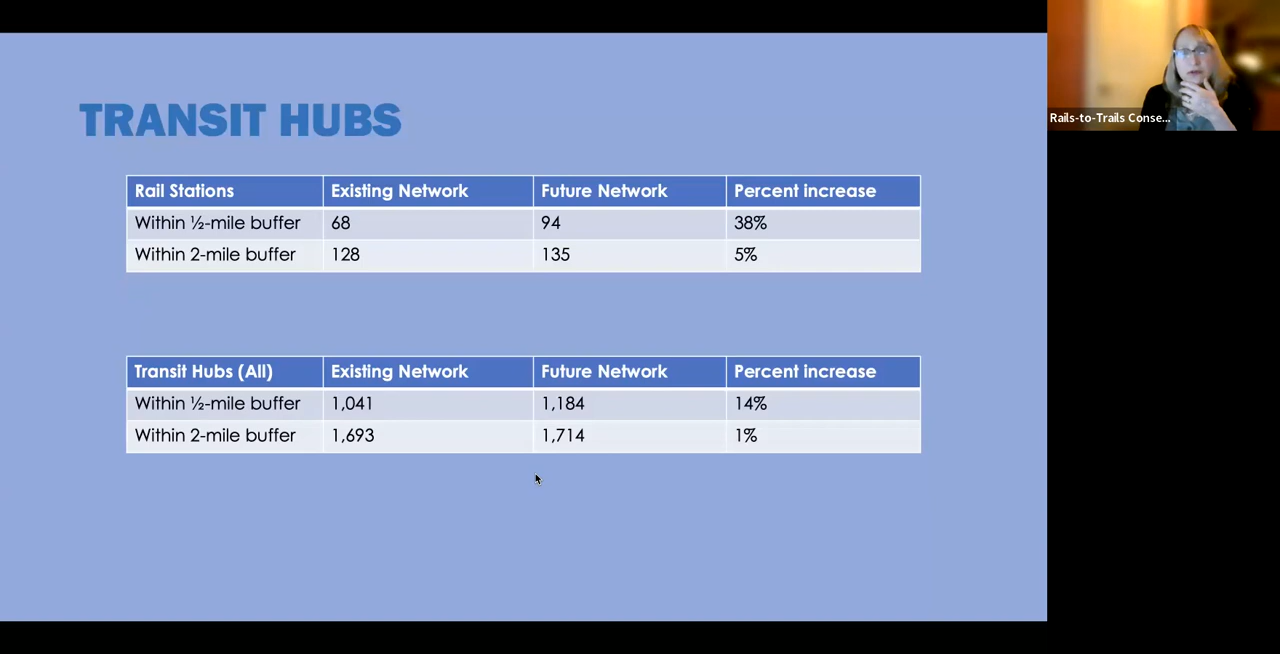 TRANSIT HUBS
Rail Stations Existing Network Future Network Percent increase
Within ½-mile buffer 68 94 38%
Within 2-mile buffer 128 135 5%
Transit Hubs (All) Existing Network Future Network Percent increase
Within ½-mile buffer 1,041 1,184 14%
Within 2-mile buffer 1,693 1,714 1%
Rails-to-Trails Conse...